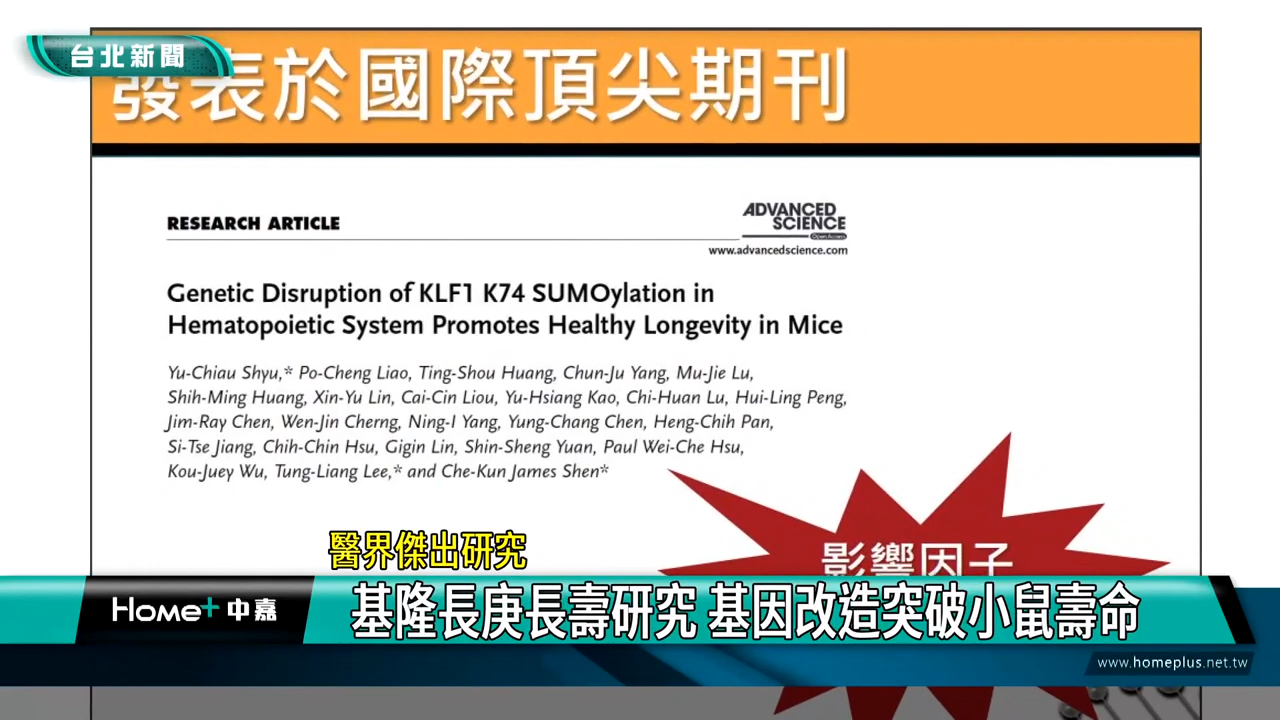 台北新聞
發表於國際頂尖期刊
RESEARCH ARTICLE
ADVANCED
SCIENCE
Open Access
www.advancedscience.com
Genetic Disruption of KLF1 K74 SUMOylation in
Hematopoietic System Promotes Healthy Longevity in Mice
Yu-Chiau Shyu,* Po-Cheng Liao, Ting-Shou Huang, Chun-Ju Yang, Mu-Jie Lu,
Shih-Ming Huang, Xin-Yu Lin, Cai-Cin Liou, Yu-Hsiang Kao, Chi-Huan Lu, Hui-Ling Peng,
Jim-Ray Chen, Wen-Jin Cherng, Ning-I Yang, Yung-Chang Chen, Heng-Chih Pan,
Si-Tse Jiang, Chih-Chin Hsu, Gigin Lin, Shin-Sheng Yuan, Paul Wei-Che Hsu,
Kou-Juey Wu, Tung-Liang Lee,* and Che-Kun James Shen*
影響因子
醫界傑出研究
Home+中嘉
基隆長庚長壽研究 基因改造突破小鼠壽命
www.homeplus.net.tw